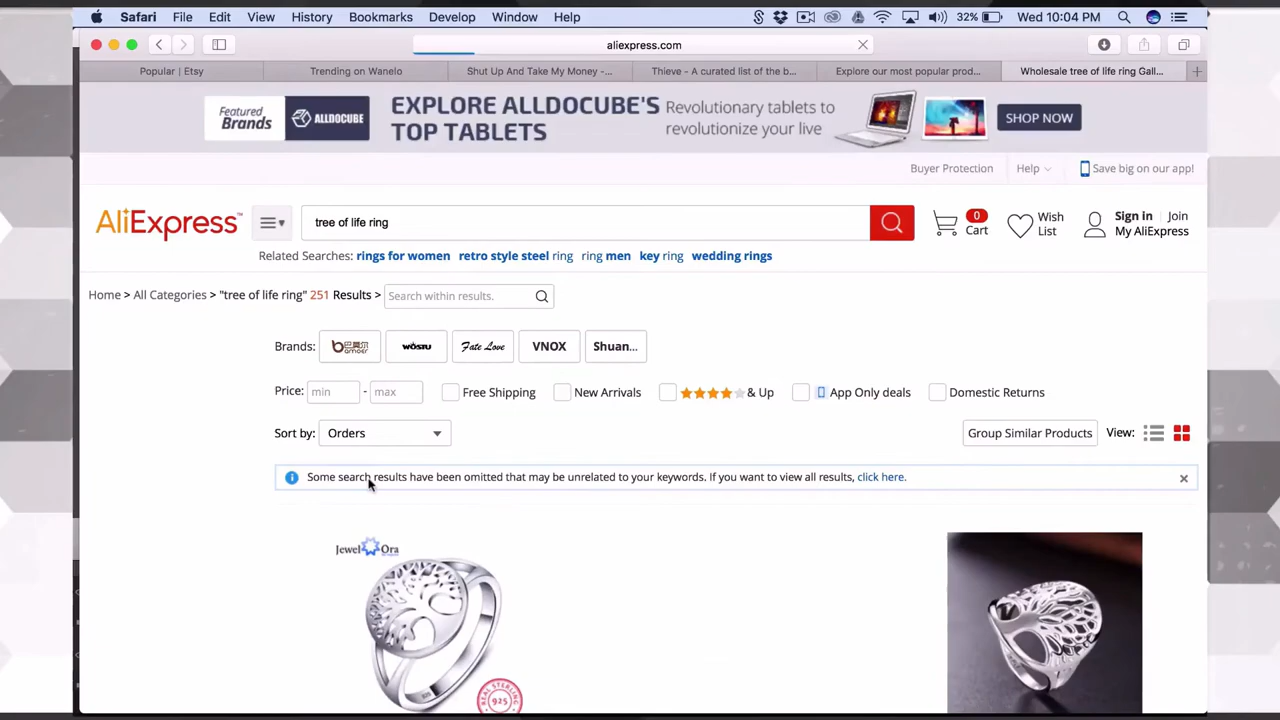 Safari File Edit View History Bookmarks Develop Window Help 32% Wed 10:04 PM
aliexpress.com
Popular | Etsy Trending on Wanelo Shut Up And Take My Money -... Thieve - A curated list of the b... Explore our most popular prod... Wholesale tree of life ring Gall...
Featured Brands ALLDOCUBE EXPLORE ALLDOCUBE'S Revolutionary tablets to SHOP NOW
TOP TABLETS revolutionize your live
Buyer Protection Help Save big on our app!
AliExpress™ tree of life ring 0 Cart Wish List Sign in Join My AliExpress
Related Searches: rings for women retro style steel ring ring men key ring wedding rings
Home > All Categories > "tree of life ring" 251 Results > Search within results.
Brands: wostu Fate Love VNOX Shuan...
Price: min - max Free Shipping New Arrivals & Up App Only deals Domestic Returns
Sort by: Orders Group Similar Products View:
Some search results have been omitted that may be unrelated to your keywords. If you want to view all results, click here.
Jewel Ora
REAL STERLING 925